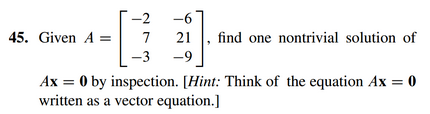 45. Given A = [ -2 -6
7 21
-3 -9 ], find one nontrivial solution of
Ax = 0 by inspection. [Hint: Think of the equation Ax = 0
written as a vector equation.]